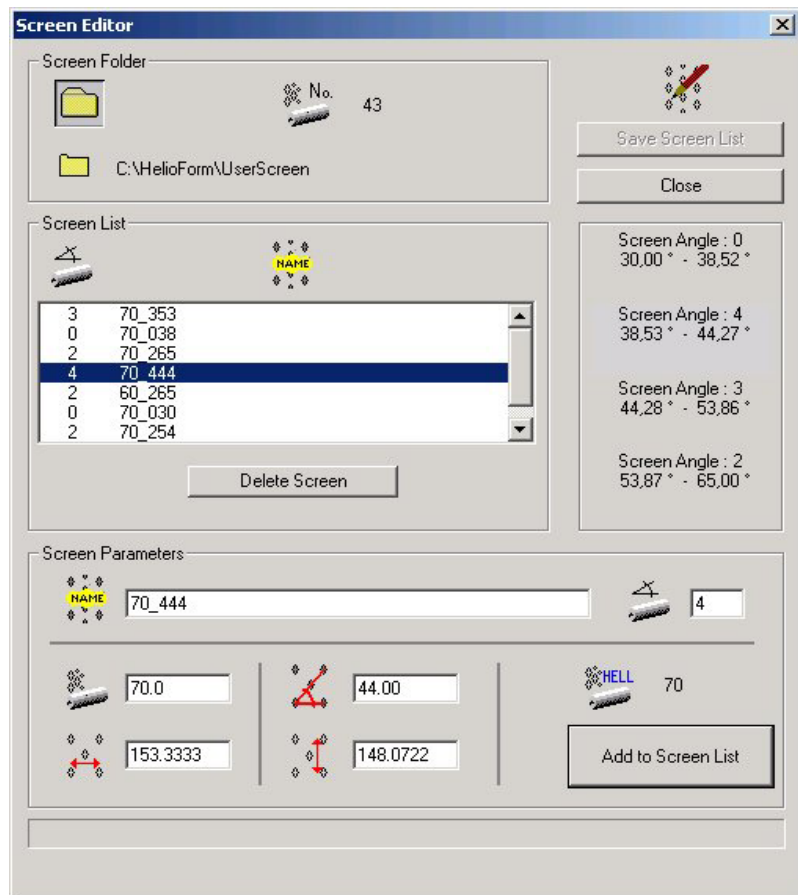 Screen Editor
Screen Folder
No. 43
C:\HelioForm\UserScreen
Save Screen List
Close
Screen List
NAME
3 70_353
0 70_038
2 70_265
4 70_444
2 60_265
0 70_030
2 70_254
Delete Screen
Screen Angle : 0
30,00 ° - 38,52 °
Screen Angle : 4
38,53 ° - 44,27 °
Screen Angle : 3
44,28 ° - 53,86 °
Screen Angle : 2
53,87 ° - 65,00 °
Screen Parameters
NAME 70_444 4
70.0 44.00 HELL 70
153.3333 148.0722 Add to Screen List